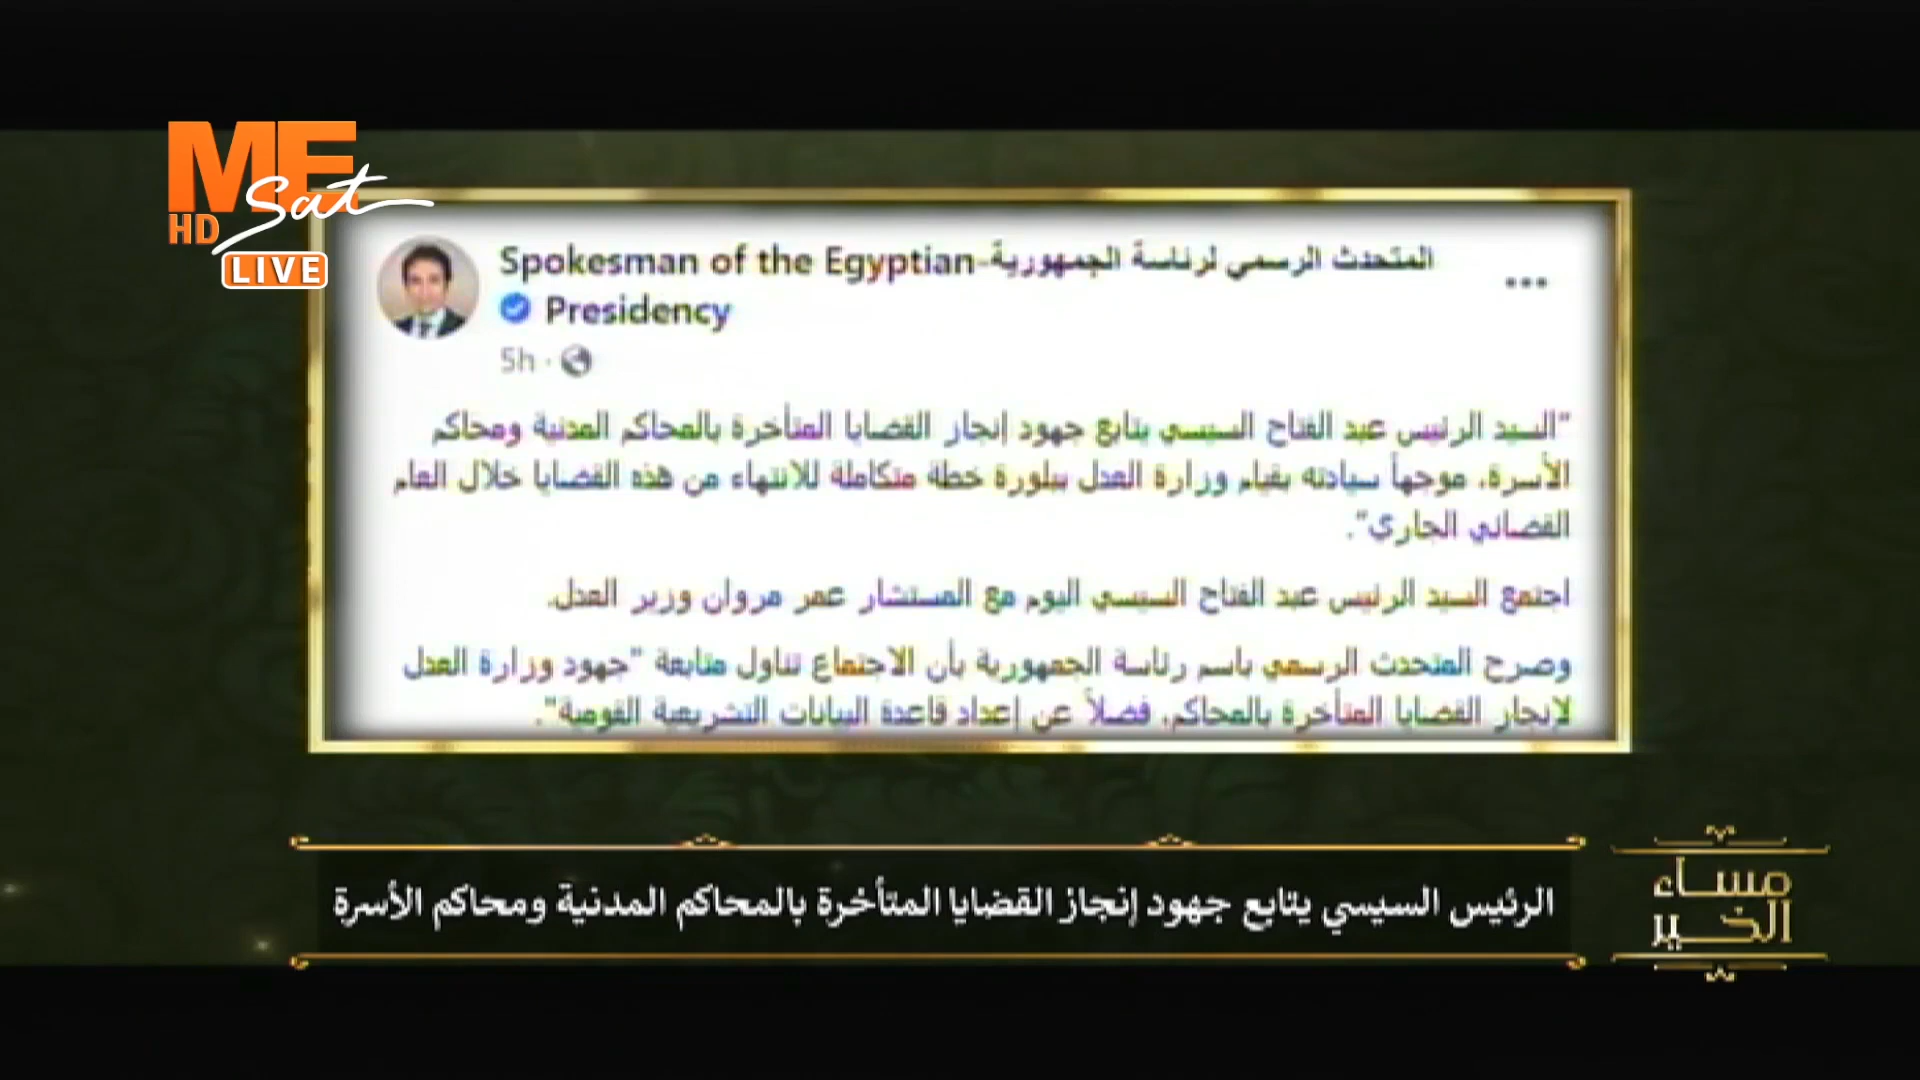 ME
Sat
HD
LIVE
المتحدث الرسمي لرئاسة الجمهورية-Spokesman of the Egyptian
Presidency
5h ·
"السيد الرئيس عبد الفتاح السيسي يتابع جهود إنجاز القضايا المتأخرة بالمحاكم المدنية ومحاكم
الأسرة، موجهاً سيادته بقيام وزارة العدل ببلورة خطة متكاملة للانتهاء من هذه القضايا خلال العام
القضائي الجاري".
اجتمع السيد الرئيس عبد الفتاح السيسي اليوم مع المستشار عمر مروان وزير العدل.
وصرح المتحدث الرسمي باسم رئاسة الجمهورية بأن الاجتماع تناول متابعة "جهود وزارة العدل
لإنجاز القضايا المتأخرة بالمحاكم، فضلاً عن إعداد قاعدة البيانات التشريعية القومية".
الرئيس السيسي يتابع جهود إنجاز القضايا المتأخرة بالمحاكم المدنية ومحاكم الأسرة
مساء
الخير